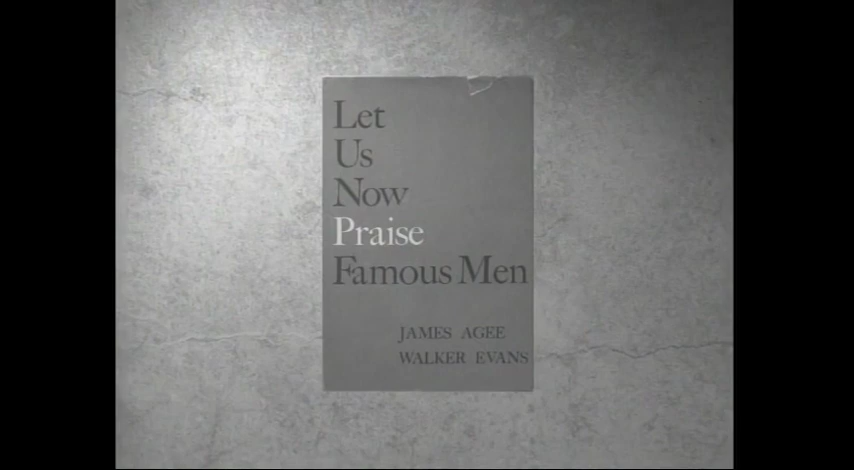 Let
Us
Now
Praise
Famous Men
JAMES AGEE
WALKER EVANS